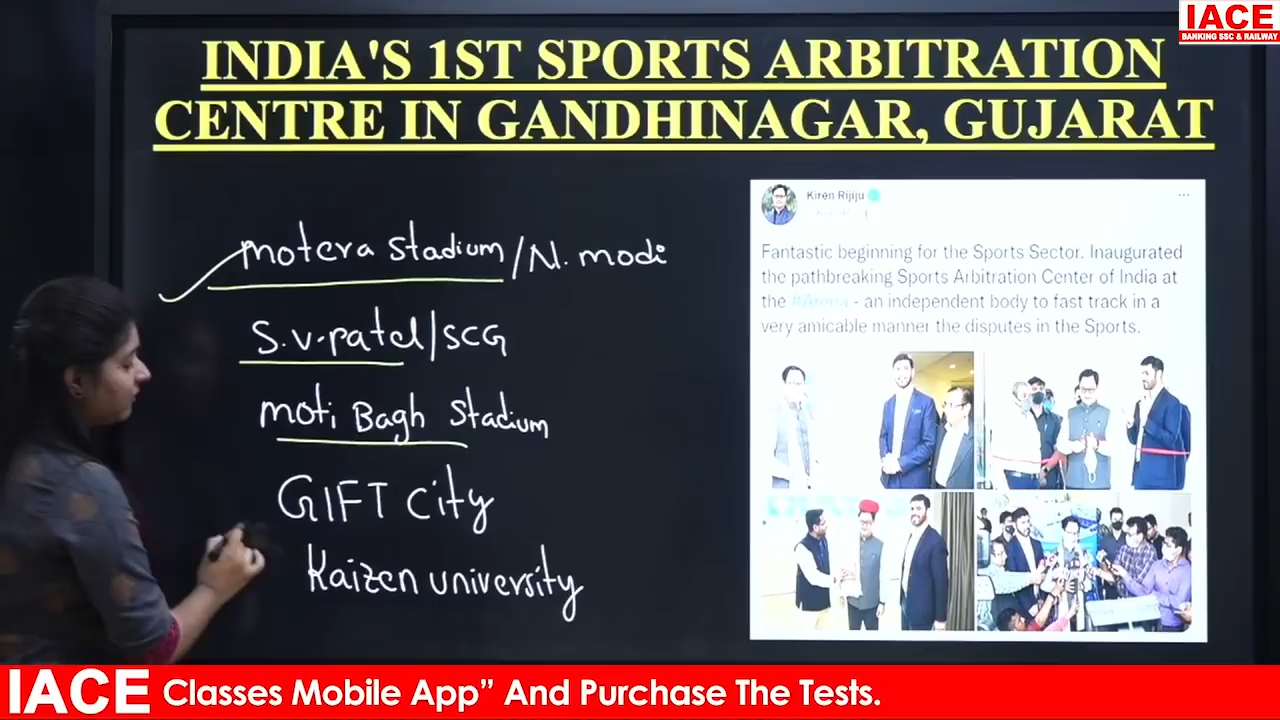 IACE
BANKING SSC & RAILWAY
INDIA'S 1ST SPORTS ARBITRATION
CENTRE IN GANDHINAGAR, GUJARAT
Motera Stadium / N. modi
S.V.patel/SCG
Moti Bagh Stadium
GIFT city
Kaizen university
Kiren Rijiju
Fantastic beginning for the Sports Sector. Inaugurated
the pathbreaking Sports Arbitration Center of India at
the - an independent body to fast track in a
very amicable manner the disputes in the Sports.
IACE Classes Mobile App” And Purchase The Tests.